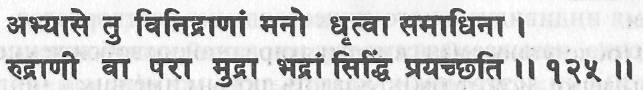 अभ्यासे तु विनिद्राणां मनो धृत्वा समाधिना ।
रुद्राणी वा परा मुद्रा भद्रां सिद्धिं प्रयच्छति ॥ १२५ ॥